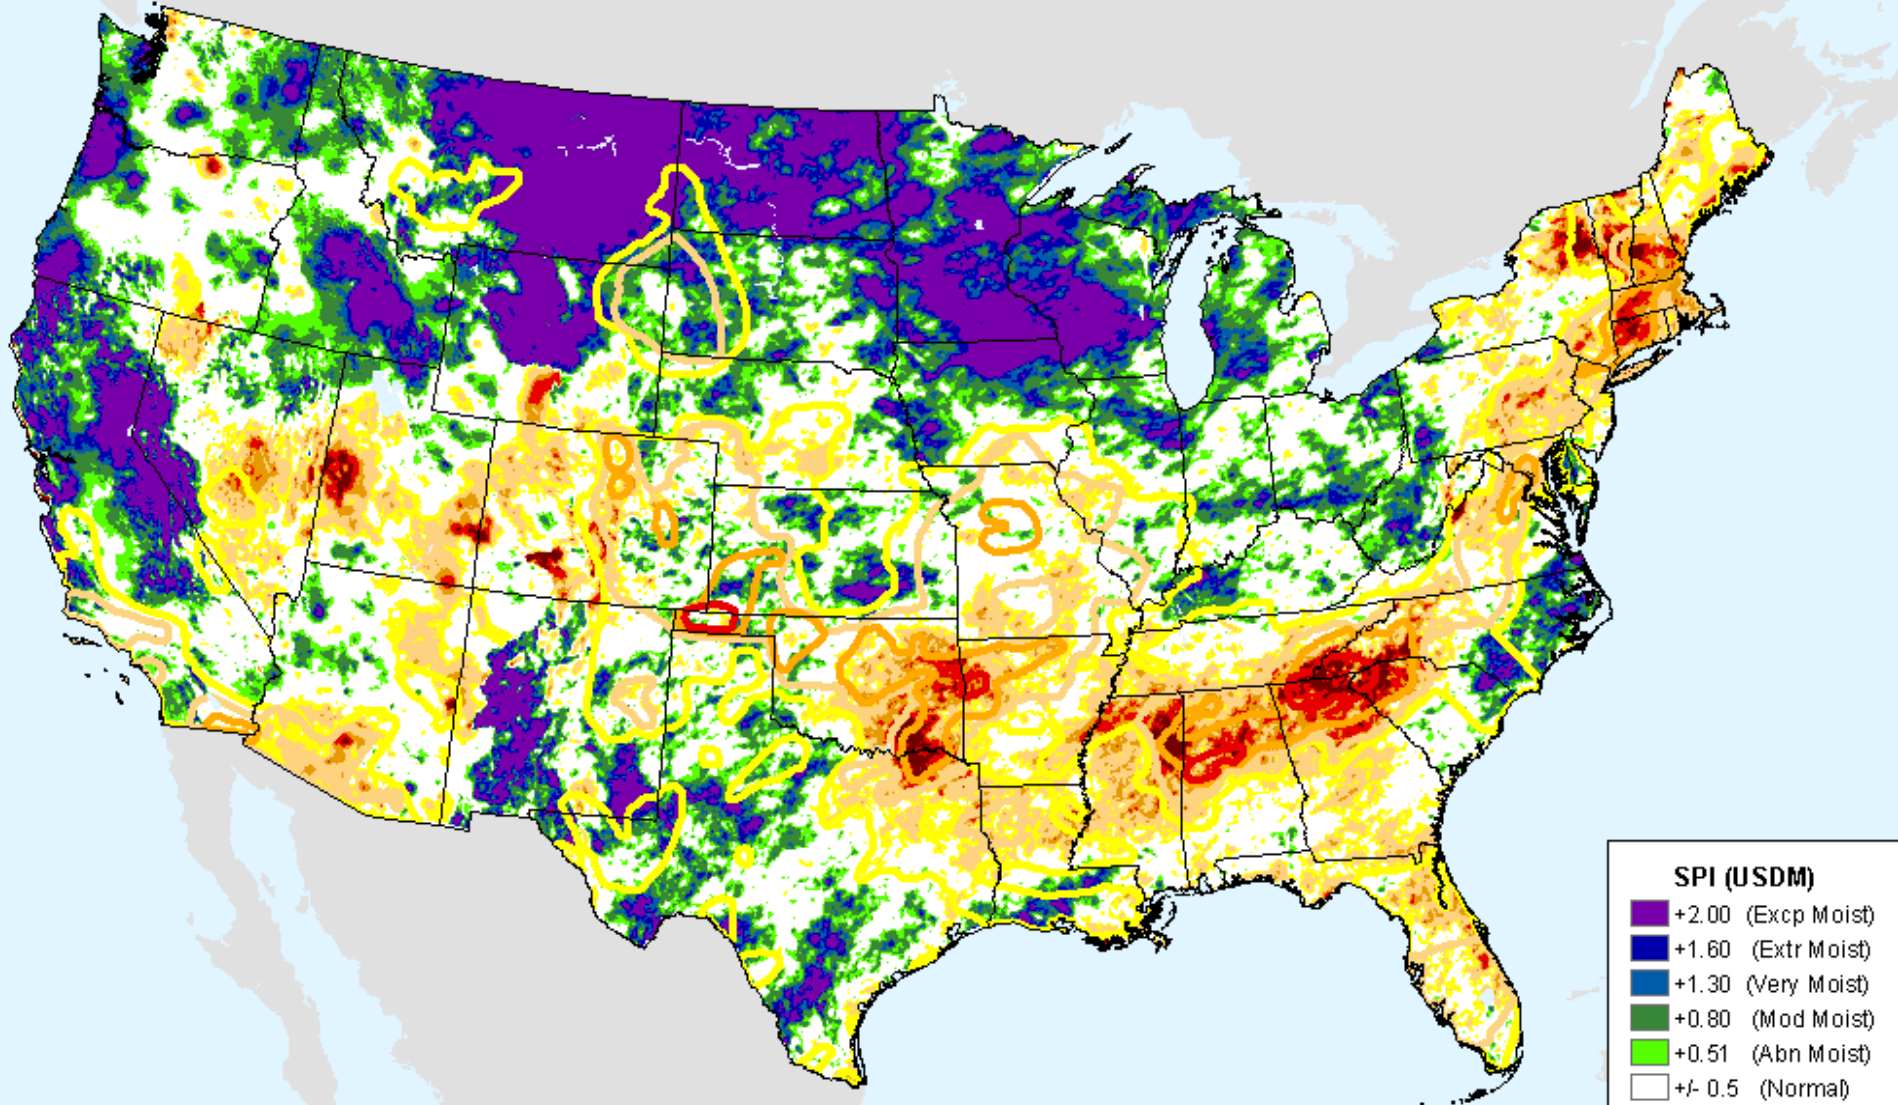 SPI (USDM)
+2.00 (Excp Moist)
+1.60 (Extr Moist)
+1.30 (Very Moist)
+0.80 (Mod Moist)
+0.51 (Abn Moist)
+/- 0.5 (Normal)